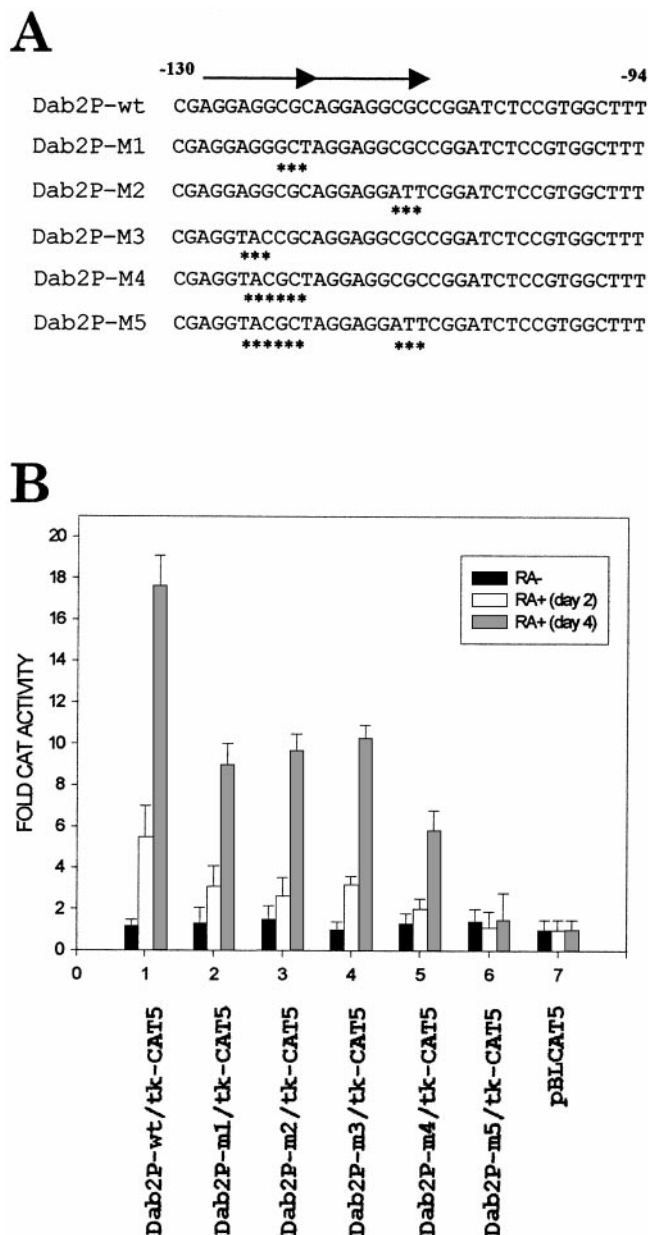 A
-130 -94
Dab2P-wt CGAGGAGGCGCAGGAGGCGCCGGATCTCCGTGGCTTT
Dab2P-M1 CGAGGAGGGCTAGGAGGCGCCGGATCTCCGTGGCTTT
***
Dab2P-M2 CGAGGAGGCGCAGGAGGATTCGGATCTCCGTGGCTTT
***
Dab2P-M3 CGAGGTACCGCAGGAGGCGCCGGATCTCCGTGGCTTT
***
Dab2P-M4 CGAGGTACGCTAGGAGGCGCCGGATCTCCGTGGCTTT
******
Dab2P-M5 CGAGGTACGCTAGGAGGATTCGGATCTCCGTGGCTTT
****** ***
B
FOLD CAT ACTIVITY
20
18
16
14
12
10
8
6
4
2
0
RA-
RA+ (day 2)
RA+ (day 4)
0 1 2 3 4 5 6 7
Dab2P-wt/tk-CAT5
Dab2P-m1/tk-CAT5
Dab2P-m2/tk-CAT5
Dab2P-m3/tk-CAT5
Dab2P-m4/tk-CAT5
Dab2P-m5/tk-CAT5
pBLCAT5